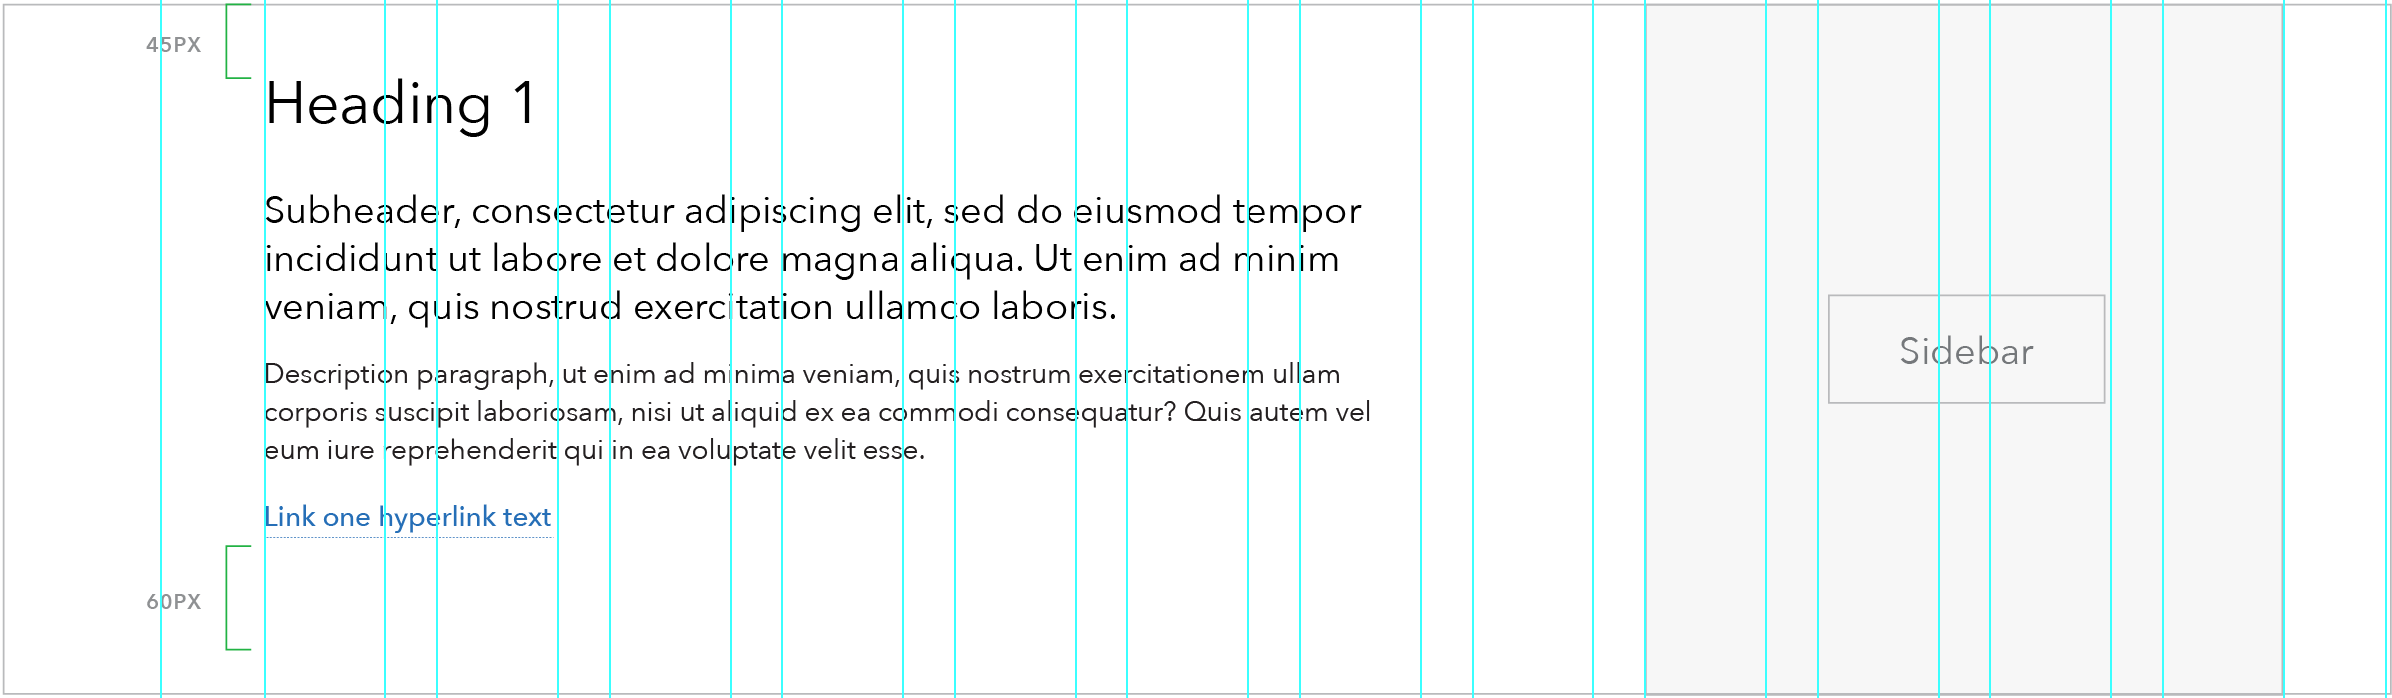 45PX
Heading 1
Subheader, consectetur adipiscing elit, sed do eiusmod tempor
incididunt ut labore et dolore magna aliqua. Ut enim ad minim
veniam, quis nostrud exercitation ullamco laboris.
Description paragraph, ut enim ad minima veniam, quis nostrum exercitationem ullam
corporis suscipit laboriosam, nisi ut aliquid ex ea commodi consequatur? Quis autem vel
eum iure reprehenderit qui in ea voluptate velit esse.
Link one hyperlink text
60PX
Sidebar